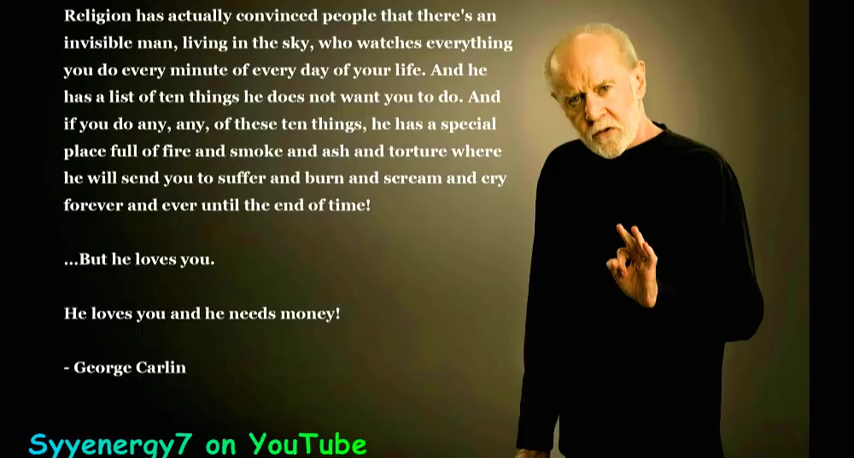 Religion has actually convinced people that there's an
invisible man, living in the sky, who watches everything
you do every minute of every day of your life. And he
has a list of ten things he does not want you to do. And
if you do any, any, of these ten things, he has a special
place full of fire and smoke and ash and torture where
he will send you to suffer and burn and scream and cry
forever and ever until the end of time!
...But he loves you.
He loves you and he needs money!
- George Carlin
Syyenergy7 on YouTube